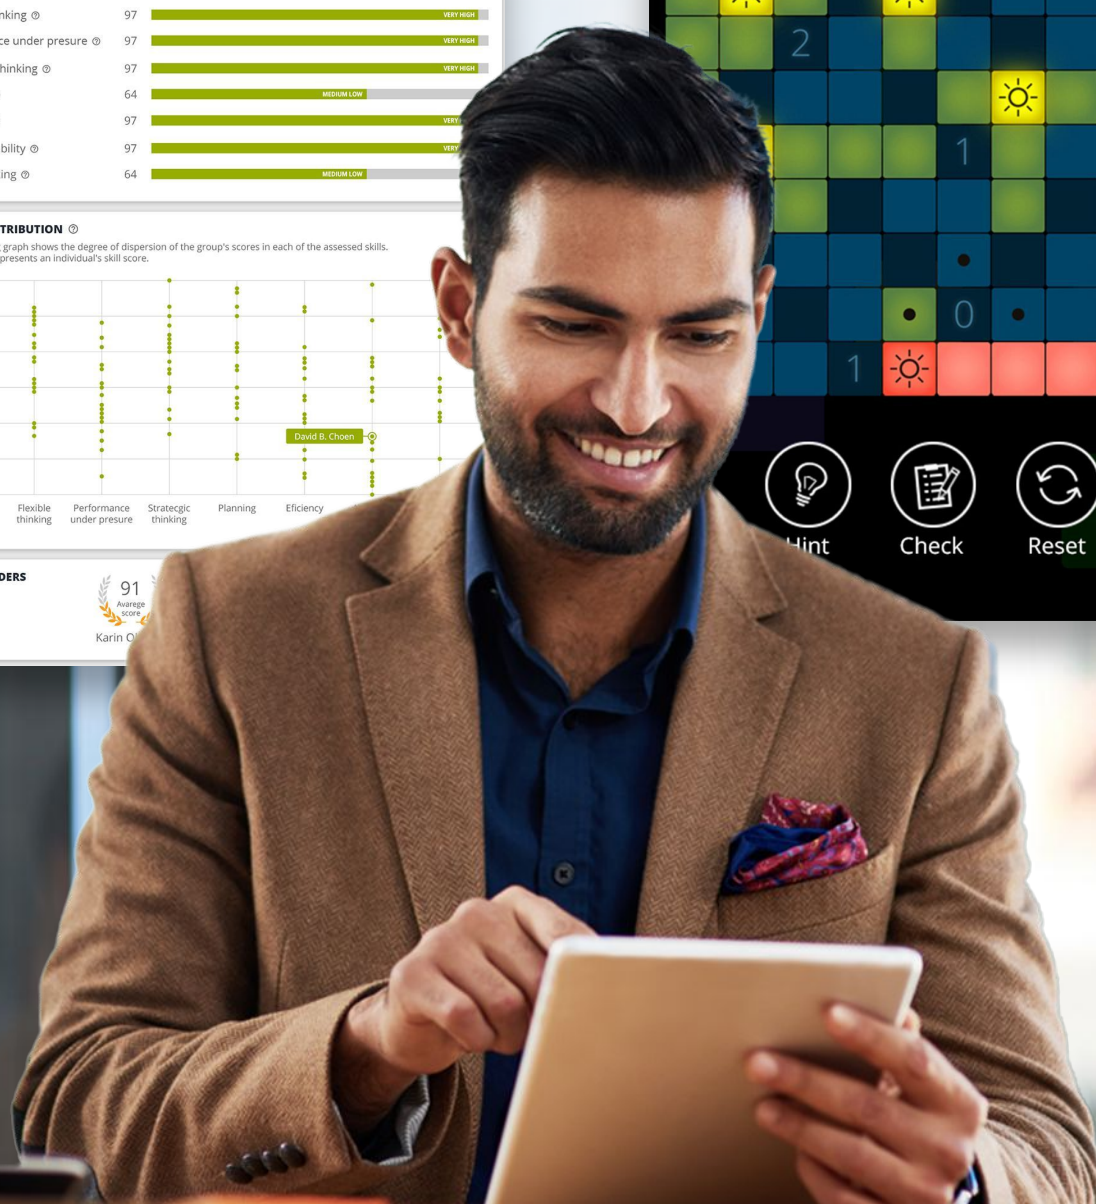 nking
97
VERY HIGH
ce under presure
97
VERY HIGH
hinking
97
VERY HIGH
64
MEDIUM LOW
97
VERY
bility
97
VERY
ing
64
MEDIUM LOW
TRIBUTION
graph shows the degree of dispersion of the group's scores in each of the assessed skills.
presents an individual's skill score.
David B. Choen
Flexible
thinking
Performance
under presure
Stratecgic
thinking
Planning
Eficiency
DERS
91
Avarege
score
Karin O
2
1
0
1
Hint
Check
Reset